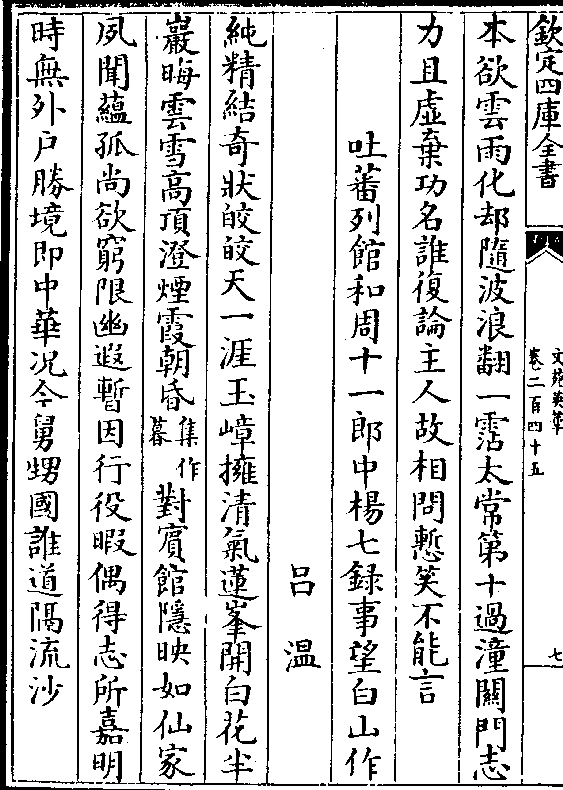 欽定四庫全書
文苑英華
卷二百四十五
七
本欲雲雨化却隨波浪翻一霑太常第十過潼關門志
力且虛棄功名誰復論主人故相問慙笑不能言
吐蕃列館和周十一郎中楊七錄事望白山作
呂溫
純精結奇狀皎皎天一涯玉嶂擁清氣蓮峯開白花半
巖晦雲雪高頂澄煙霞朝昏集作暮對賔館隱映如仙家
夙聞蘊孤尚欲窮限幽遐暫因行役暇偶得志所嘉明
時無外戶勝境即中華况今舅甥國誰道隔流沙